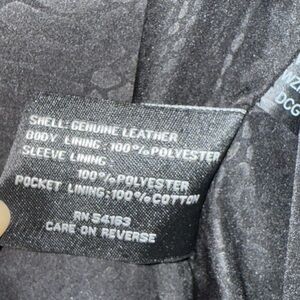 SHELL: GENUINE LEATHER
BODY LINING: 100% POLYESTER
SLEEVE LINING:
100% POLYESTER
POCKET LINING: 100% COTTON
RN 54163
CARE ON REVERSE
DCG